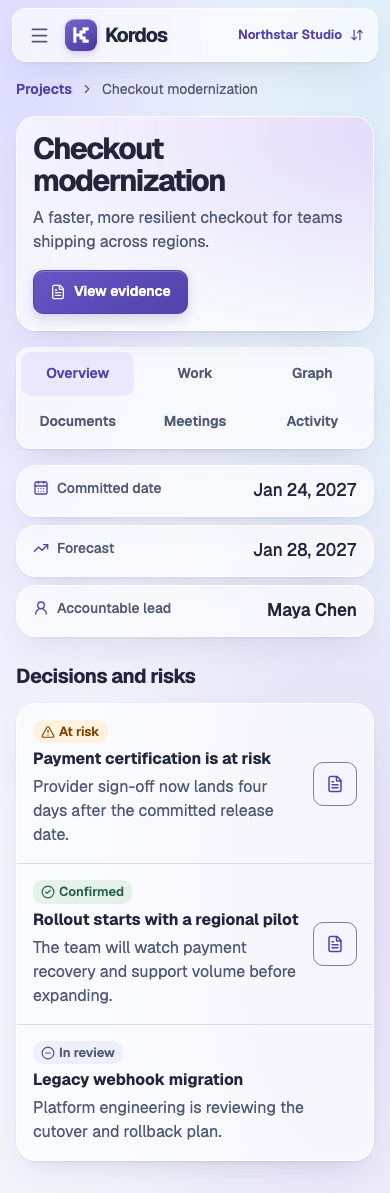 Kordos
Northstar Studio
Projects > Checkout modernization
Checkout
modernization
A faster, more resilient checkout for teams
shipping across regions.
View evidence
Overview
Work
Graph
Documents
Meetings
Activity
Committed date
Jan 24, 2027
Forecast
Jan 28, 2027
Accountable lead
Maya Chen
Decisions and risks
At risk
Payment certification is at risk
Provider sign-off now lands four
days after the committed release
date.
Confirmed
Rollout starts with a regional pilot
The team will watch payment
recovery and support volume before
expanding.
In review
Legacy webhook migration
Platform engineering is reviewing the
cutover and rollback plan.